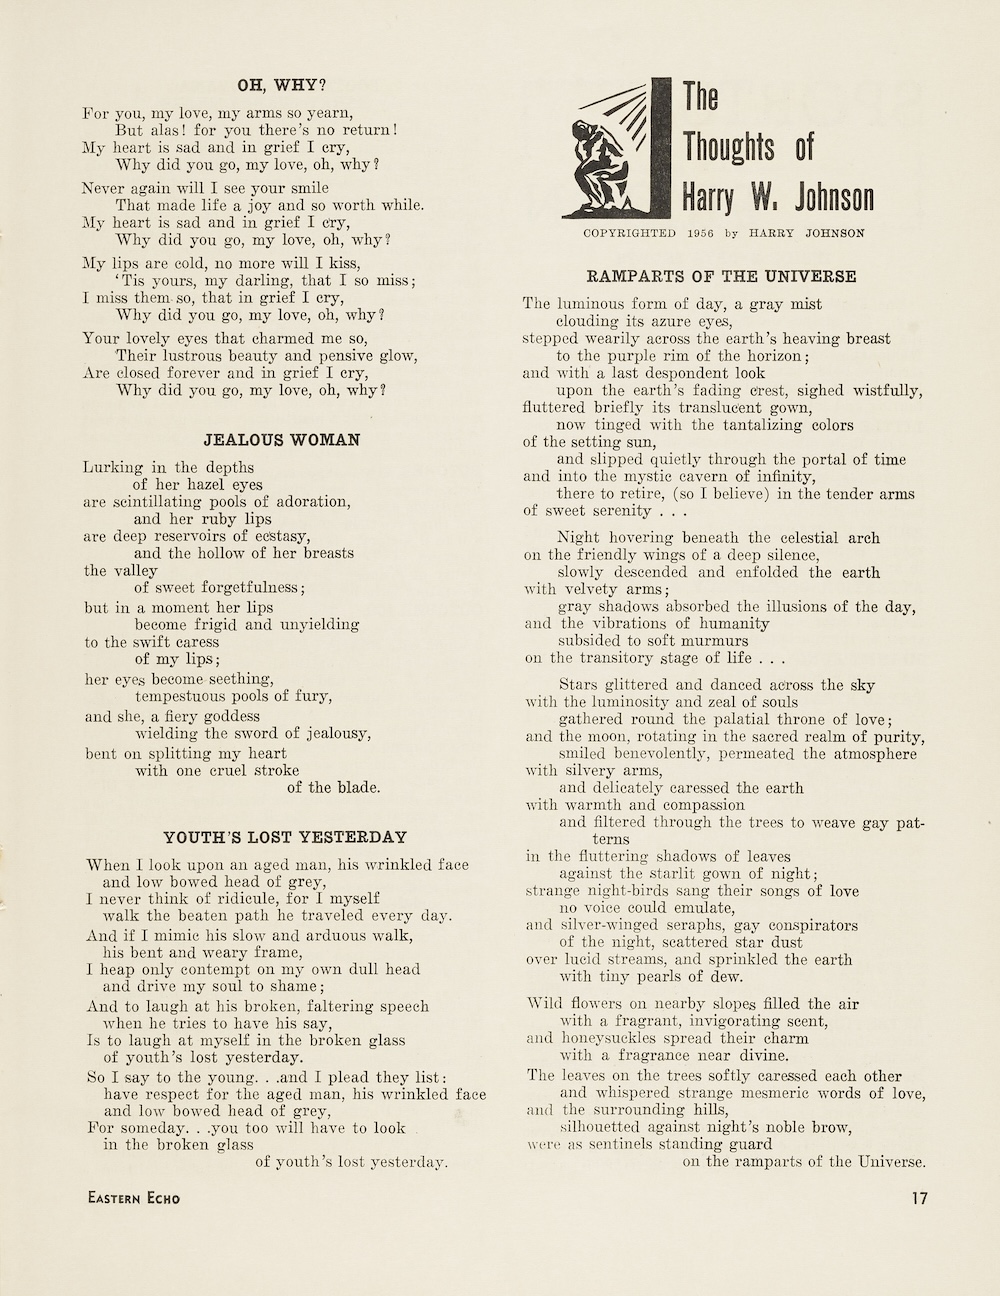 OH, WHY?
For you, my love, my arms so yearn,
But alas! for you there's no return!
My heart is sad and in grief I cry,
Why did you go, my love, oh, why?
Never again will I see your smile
That made life a joy and so worth while.
My heart is sad and in grief I cry,
Why did you go, my love, oh, why?
My lips are cold, no more will I kiss,
'Tis yours, my darling, that I so miss;
I miss them so, that in grief I cry,
Why did you go, my love, oh, why?
Your lovely eyes that charmed me so,
Their lustrous beauty and pensive glow,
Are closed forever and in grief I cry,
Why did you go, my love, oh, why?
JEALOUS WOMAN
Lurking in the depths
of her hazel eyes
are scintillating pools of adoration,
and her ruby lips
are deep reservoirs of ecstasy,
and the hollow of her breasts
the valley
of sweet forgetfulness;
but in a moment her lips
become frigid and unyielding
to the swift caress
of my lips;
her eyes become seething,
tempestuous pools of fury,
and she, a fiery goddess
wielding the sword of jealousy,
bent on splitting my heart
with one cruel stroke
of the blade.
YOUTH'S LOST YESTERDAY
When I look upon an aged man, his wrinkled face
and low bowed head of grey,
I never think of ridicule, for I myself
walk the beaten path he traveled every day.
And if I mimic his slow and arduous walk,
his bent and weary frame,
I heap only contempt on my own dull head
and drive my soul to shame;
And to laugh at his broken, faltering speech
when he tries to have his say,
Is to laugh at myself in the broken glass
of youth's lost yesterday.
So I say to the young. . .and I plead they list:
have respect for the aged man, his wrinkled face
and low bowed head of grey,
For someday. . .you too will have to look
in the broken glass
of youth's lost yesterday.
The
Thoughts of
Harry W. Johnson
COPYRIGHTED 1956 by HARRY JOHNSON
RAMPARTS OF THE UNIVERSE
The luminous form of day, a gray mist
clouding its azure eyes,
stepped wearily across the earth's heaving breast
to the purple rim of the horizon;
and with a last despondent look
upon the earth's fading crest, sighed wistfully,
fluttered briefly its translucent gown,
now tinged with the tantalizing colors
of the setting sun,
and slipped quietly through the portal of time
and into the mystic cavern of infinity,
there to retire, (so I believe) in the tender arms
of sweet serenity . . .
Night hovering beneath the celestial arch
on the friendly wings of a deep silence,
slowly descended and enfolded the earth
with velvety arms;
gray shadows absorbed the illusions of the day,
and the vibrations of humanity
subsided to soft murmurs
on the transitory stage of life . . .
Stars glittered and danced across the sky
with the luminosity and zeal of souls
gathered round the palatial throne of love;
and the moon, rotating in the sacred realm of purity,
smiled benevolently, permeated the atmosphere
with silvery arms,
and delicately caressed the earth
with warmth and compassion
and filtered through the trees to weave gay pat-
terns
in the fluttering shadows of leaves
against the starlit gown of night;
strange night-birds sang their songs of love
no voice could emulate,
and silver-winged seraphs, gay conspirators
of the night, scattered star dust
over lucid streams, and sprinkled the earth
with tiny pearls of dew.
Wild flowers on nearby slopes filled the air
with a fragrant, invigorating scent,
and honeysuckles spread their charm
with a fragrance near divine.
The leaves on the trees softly caressed each other
and whispered strange mesmeric words of love,
and the surrounding hills,
silhouetted against night's noble brow,
were as sentinels standing guard
on the ramparts of the Universe.
EASTERN ECHO
17